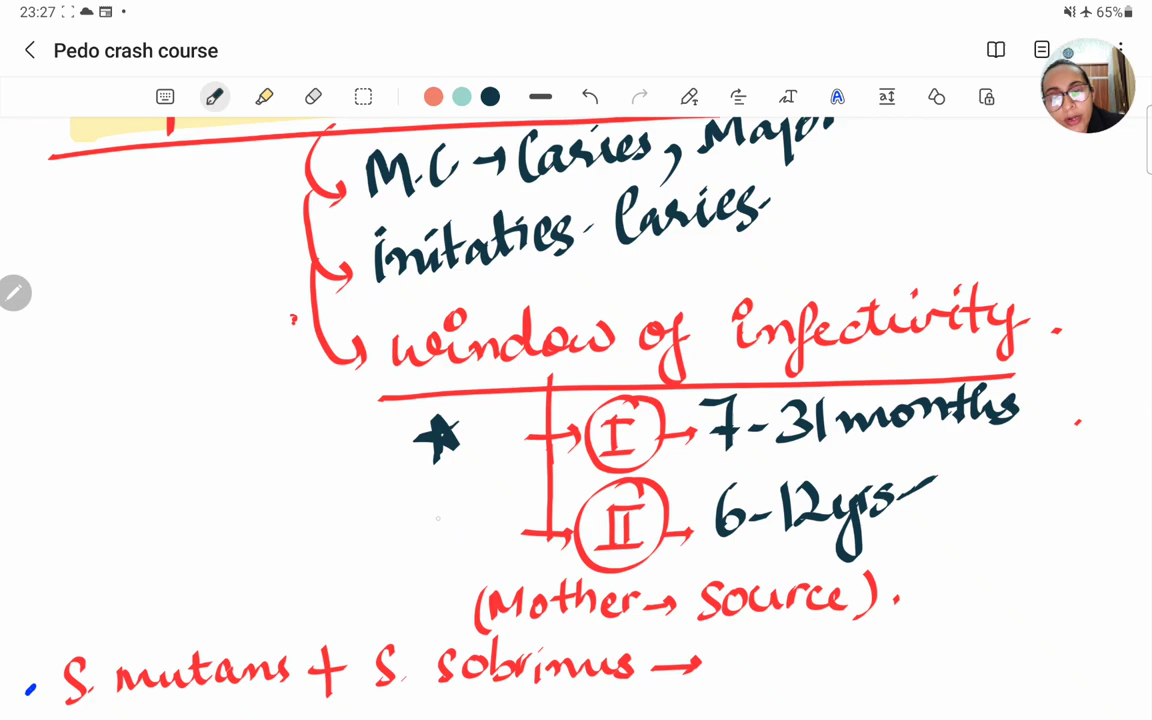 23:27 65%
Pedo crash course
M.C → Caries, Major
initaties. Caries.
window of infectivity.
I → 7-31 months
II → 6-12yrs
(Mother → Source).
S. mutans + S. sobrinus →